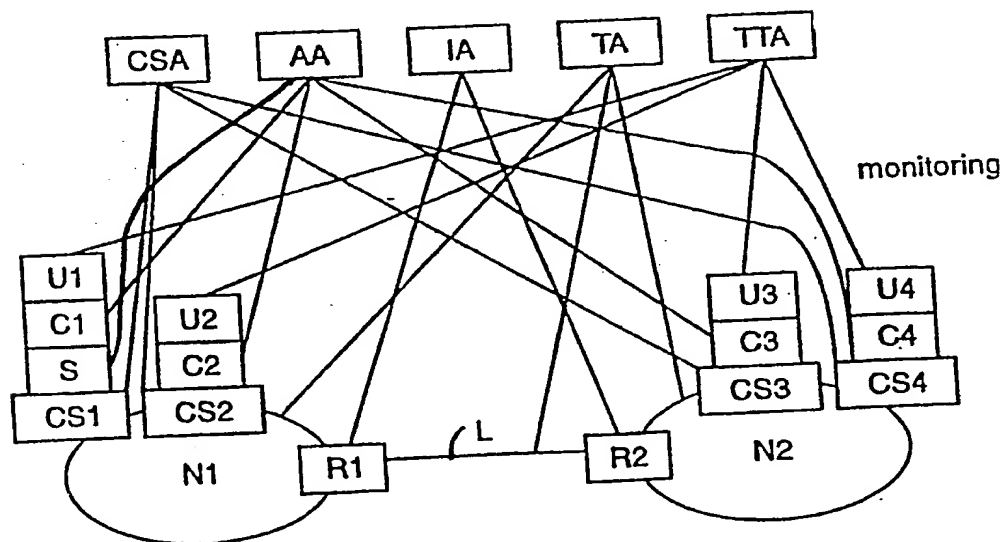 CSA AA IA TA TTA
monitoring
U1 U3 U4
C1 U2 C3 C4
S C2 CS3 CS4
CS1 CS2
L
N1 R1 R2 N2